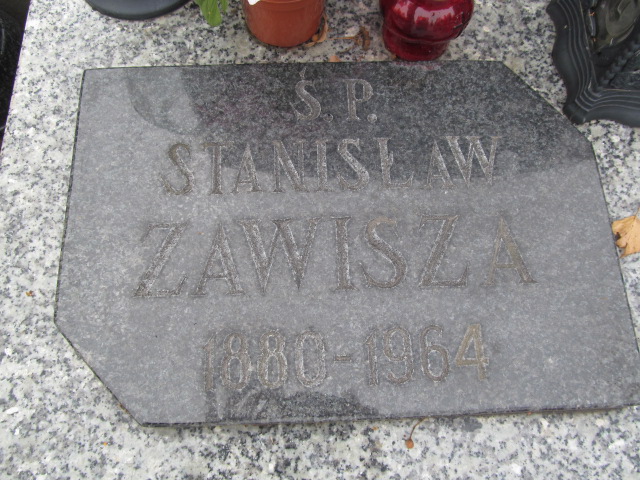 Ś.P.
STANISŁAW
ZAWISZA
1880-1964